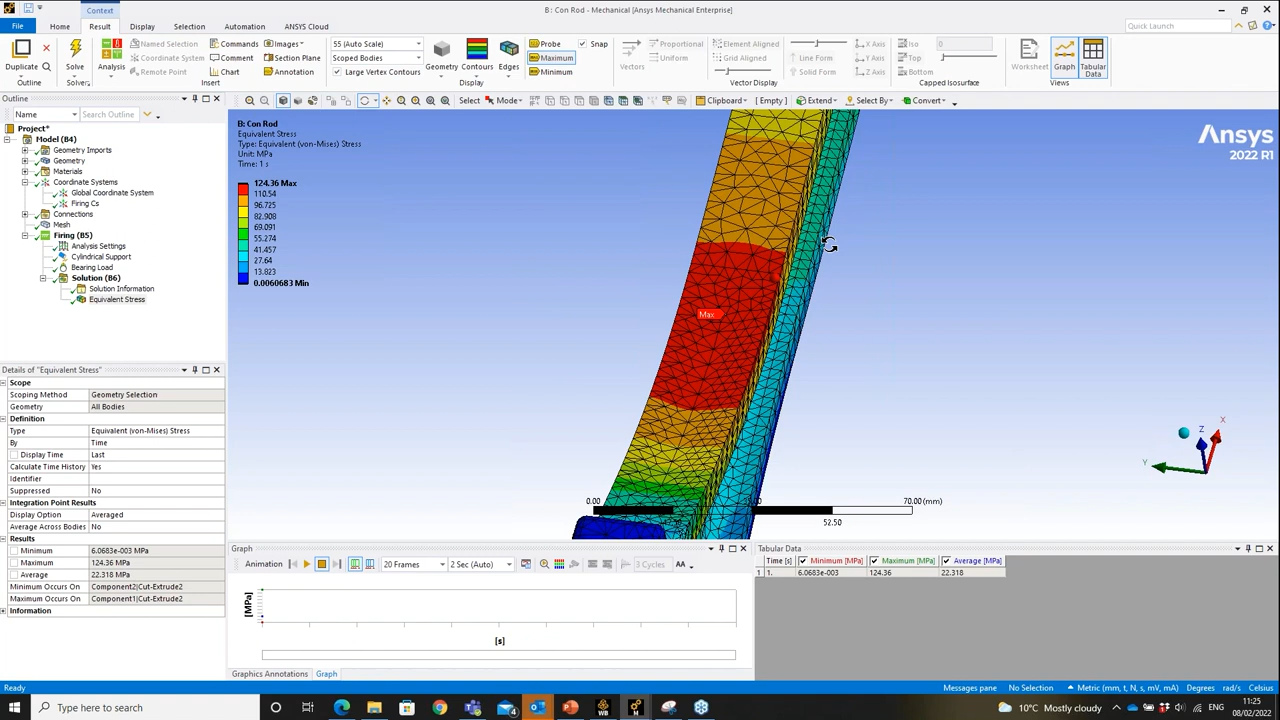 Context
B : Con Rod - Mechanical [Ansys Mechanical Enterprise]
File Home Result Display Selection Automation ANSYS Cloud Quick Launch
Duplicate
Outline
Solve
Solver
Analysis
Named Selection Commands Images
Coordinate System Comment Section Plane
Remote Point Chart Annotation
Insert
55 (Auto Scale)
Scoped Bodies
Large Vertex Contours
Geometry Contours Edges
Display
Probe Snap
Maximum
Minimum
Vectors
Proportional Element Aligned X Axis
Uniform Grid Aligned Line Form Y Axis
Solid Form Z Axis
Vector Display
Iso 0
Top
Bottom
Capped Isosurface
Worksheet Graph Tabular Data
Views
Select Mode Clipboard [ Empty ] Extend Select By Convert
Outline
Name Search Outline
Project*
Model (B4)
Geometry Imports
Geometry
Materials
Coordinate Systems
Global Coordinate System
Firing Cs
Connections
Mesh
Firing (B5)
Analysis Settings
Cylindrical Support
Bearing Load
Solution (B6)
Solution Information
Equivalent Stress
Details of "Equivalent Stress"
Scope
Scoping Method Geometry Selection
Geometry All Bodies
Definition
Type Equivalent (von-Mises) Stress
By Time
Display Time Last
Calculate Time History Yes
Identifier
Suppressed No
Integration Point Results
Display Option Averaged
Average Across Bodies No
Results
Minimum 6.0683e-003 MPa
Maximum 124.36 MPa
Average 22.318 MPa
Minimum Occurs On Component2|Cut-Extrude2
Maximum Occurs On Component1|Cut-Extrude2
Information
B: Con Rod
Equivalent Stress
Type: Equivalent (von-Mises) Stress
Unit: MPa
Time: 1 s
124.36 Max
110.54
96.725
82.908
69.091
55.274
41.457
27.64
13.823
0.0060683 Min
Max
Ansys
2022 R1
X
Z
Y
0.00 70.00 (mm)
52.50
Graph
Animation 20 Frames 2 Sec (Auto) 3 Cycles
[MPa]
[s]
Graphics Annotations Graph
Tabular Data
Time [s] Minimum [MPa] Maximum [MPa] Average [MPa]
1 1. 6.0683e-003 124.36 22.318
Ready Messages pane No Selection Metric (mm, t, N, s, mV, mA) Degrees rad/s Celsius
Type here to search
10°C Mostly cloudy ENG 11:25
08/02/2022